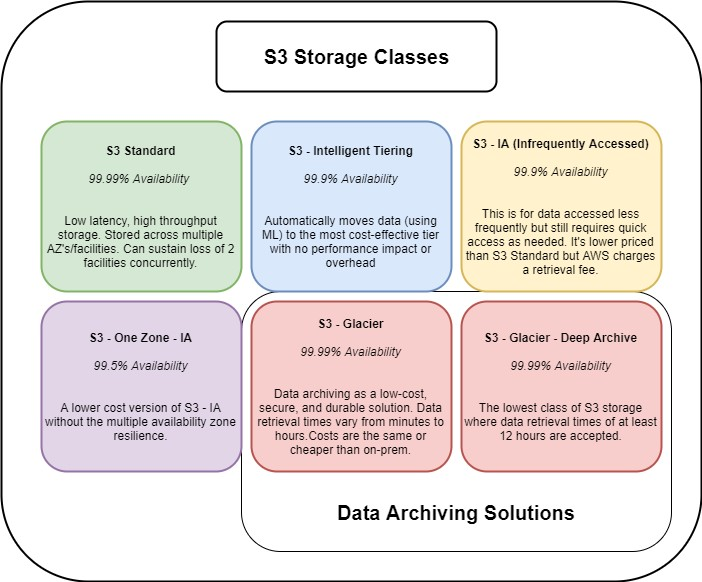 S3 Storage Classes
S3 Standard
99.99% Availability
Low latency, high throughput
storage. Stored across multiple
AZ's/facilities. Can sustain loss of 2
facilities concurrently.
S3 - Intelligent Tiering
99.9% Availability
Automatically moves data (using
ML) to the most cost-effective tier
with no performance impact or
overhead
S3 - IA (Infrequently Accessed)
99.9% Availability
This is for data accessed less
frequently but still requires quick
access as needed. It's lower priced
than S3 Standard but AWS charges
a retrieval fee.
S3 - One Zone - IA
99.5% Availability
A lower cost version of S3 - IA
without the multiple availability zone
resilience.
S3 - Glacier
99.99% Availability
Data archiving as a low-cost,
secure, and durable solution. Data
retrieval times vary from minutes to
hours.Costs are the same or
cheaper than on-prem.
S3 - Glacier - Deep Archive
99.99% Availability
The lowest class of S3 storage
where data retrieval times of at least
12 hours are accepted.
Data Archiving Solutions